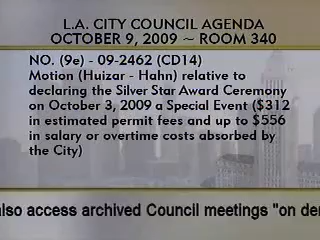 L.A. CITY COUNCIL AGENDA
OCTOBER 9, 2009 ~ ROOM 340
NO. (9e) - 09-2462 (CD14)
Motion (Huizar - Hahn) relative to
declaring the Silver Star Award Ceremony
on October 3, 2009 a Special Event ($312
in estimated permit fees and up to $556
in salary or overtime costs absorbed by
the City)
also access archived Council meetings "on de